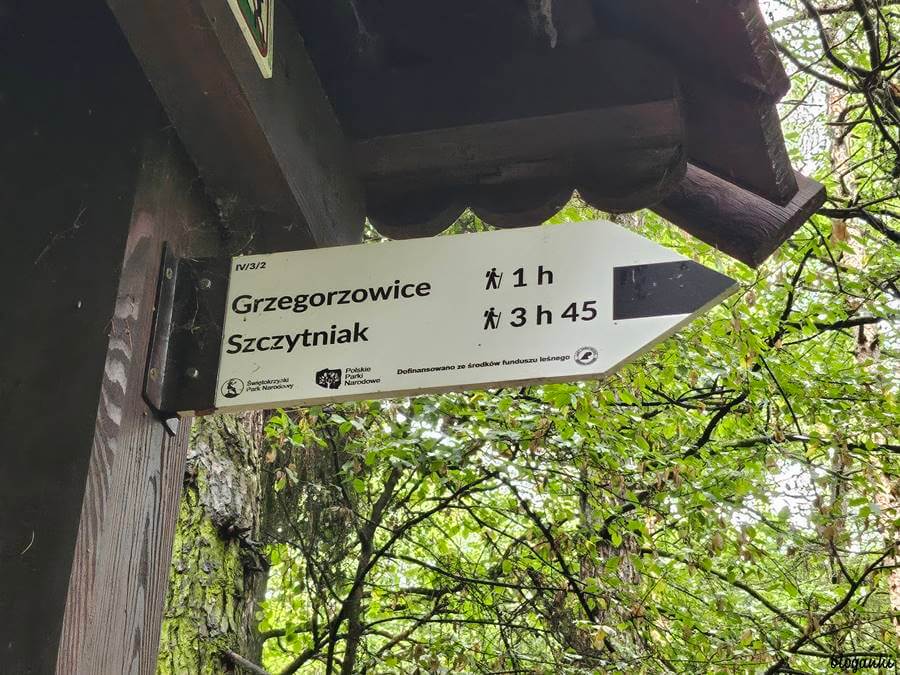 IV/3/2
Grzegorzowice 1 h
Szczytniak 3 h 45
Świętokrzyski
Park Narodowy
Polskie
Parki
Narodowe
Dofinansowano ze środków funduszu leśnego